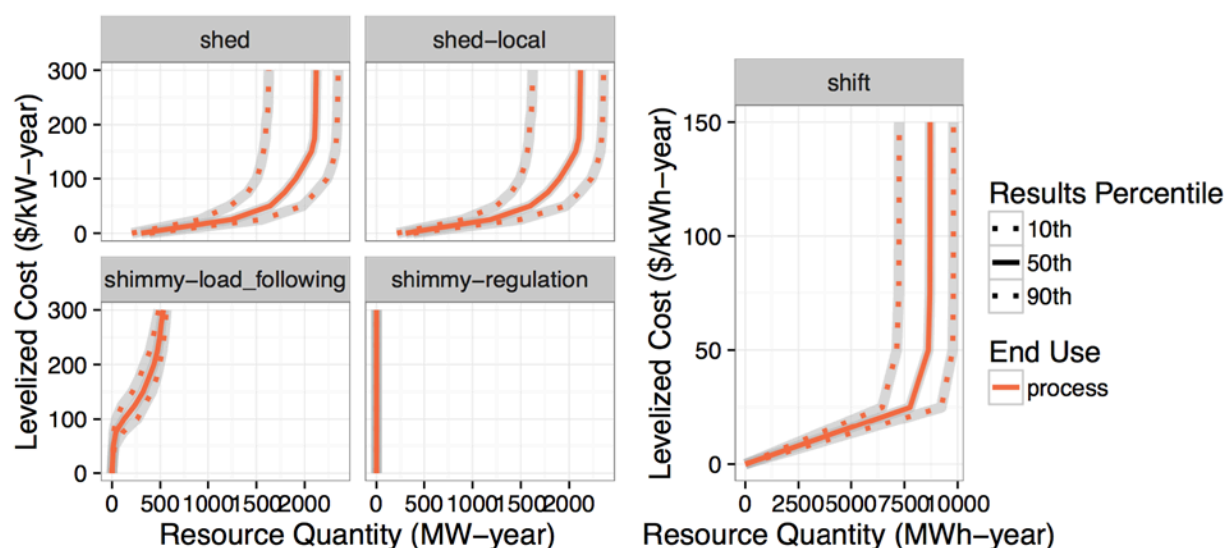 shed
shed-local
300
200
100
0
shimmy-load_following
shimmy-regulation
300
200
100
0
0 500 1000 1500 2000
0 500 1000 1500 2000
Levelized Cost ($/kW-year)
Resource Quantity (MW-year)
shift
150
100
50
0
0 2500 5000 7500 10000
Levelized Cost ($/kWh-year)
Resource Quantity (MWh-year)
Results Percentile
10th
50th
90th
End Use
process